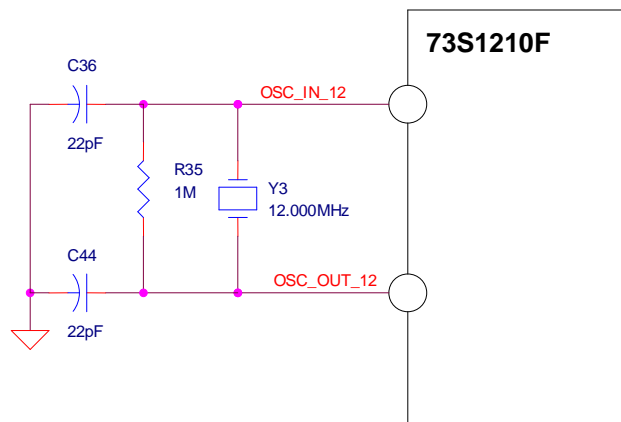 73S1210F
C36
OSC_IN_12
22pF
R35
1M
Y3
12.000MHz
C44
OSC_OUT_12
22pF